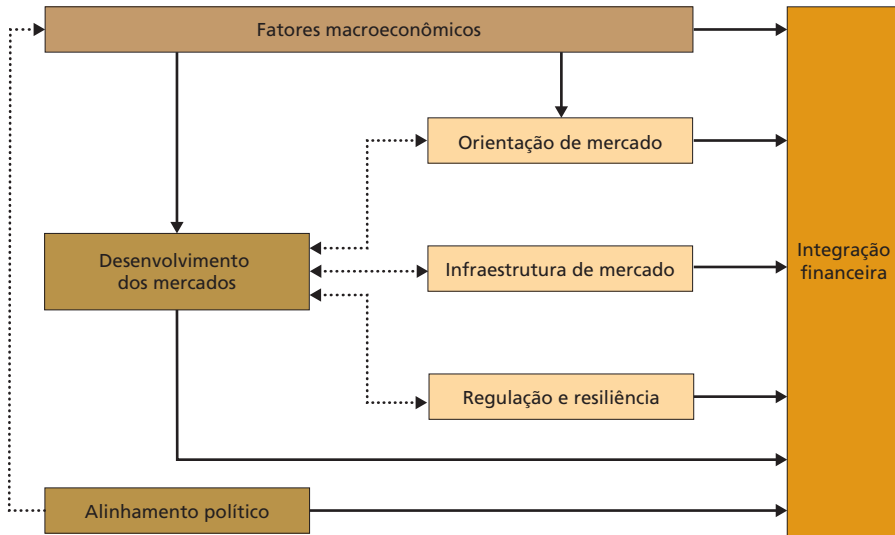 Fatores macroeconômicos
Orientação de mercado
Desenvolvimento
dos mercados
Infraestrutura de mercado
Integração
financeira
Regulação e resiliência
Alinhamento político